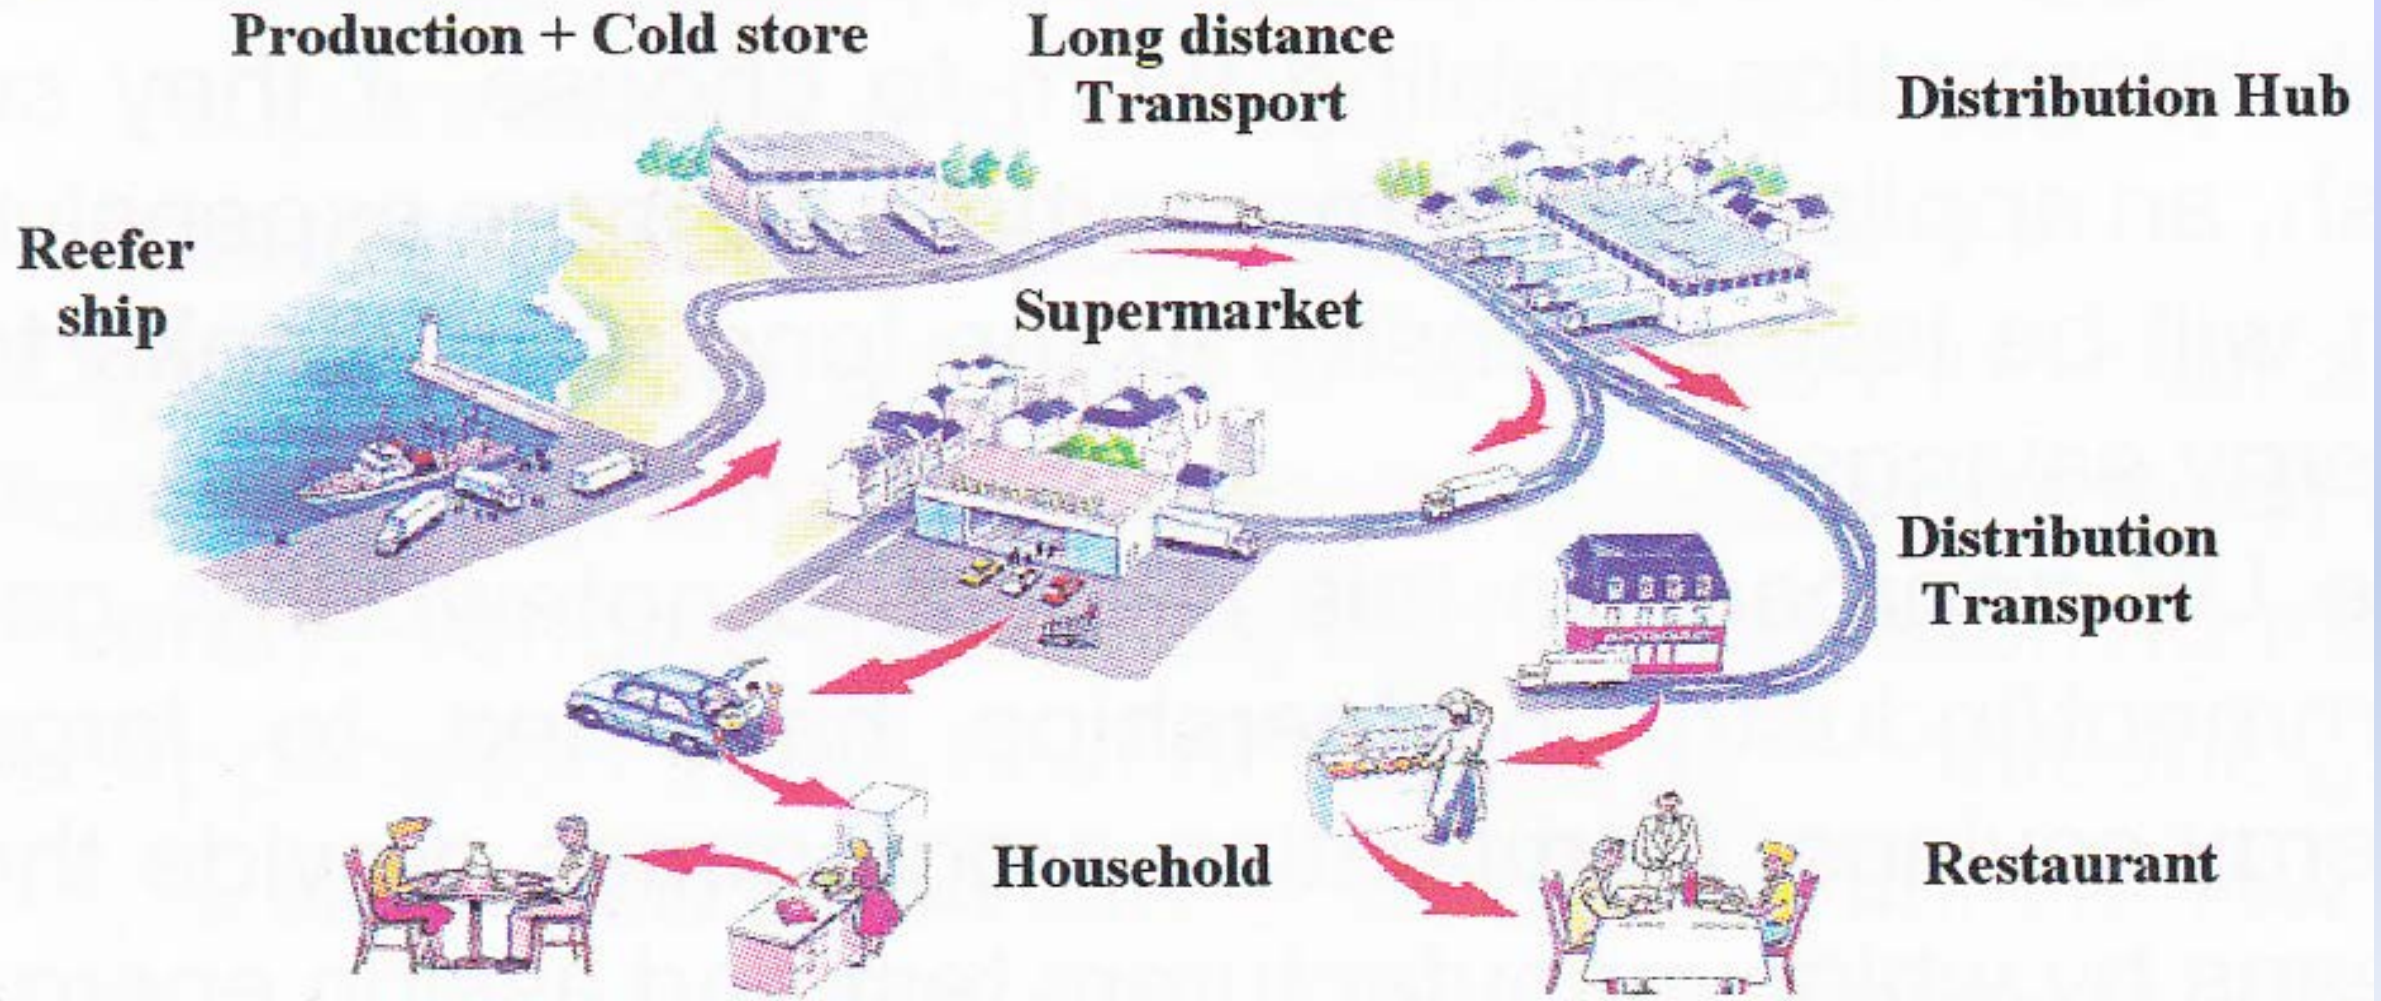 Production + Cold store
Long distance
Transport
Distribution Hub
Reefer
ship
Supermarket
Distribution
Transport
Household
Restaurant